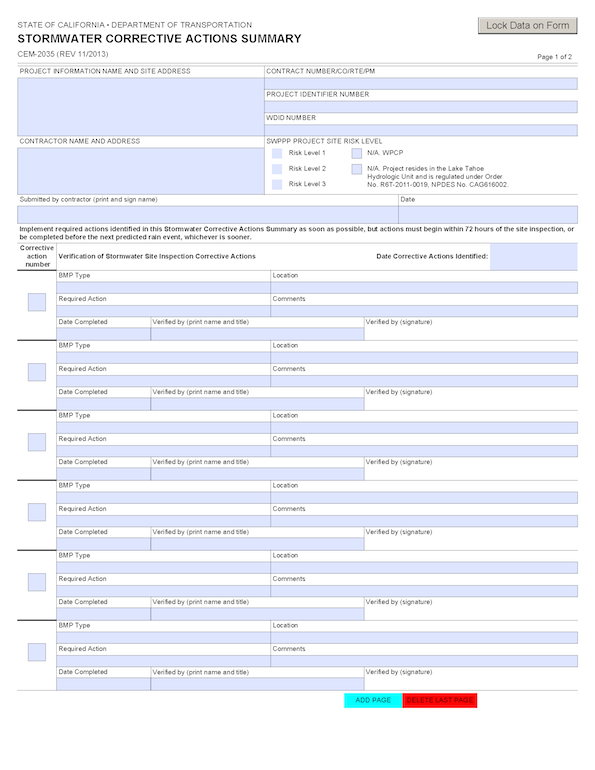 STATE OF CALIFORNIA • DEPARTMENT OF TRANSPORTATION
Lock Data on Form
STORMWATER CORRECTIVE ACTIONS SUMMARY
CEM-2035 (REV 11/2013)
Page 1 of 2
PROJECT INFORMATION NAME AND SITE ADDRESS
CONTRACT NUMBER/CO/RTE/PM
PROJECT IDENTIFIER NUMBER
WDID NUMBER
CONTRACTOR NAME AND ADDRESS
SWPPP PROJECT SITE RISK LEVEL
Risk Level 1
N/A. WPCP
Risk Level 2
N/A. Project resides in the Lake Tahoe
Hydrologic Unit and is regulated under Order
Risk Level 3
No. R6T-2011-0019, NPDES No. CAG616002.
Submitted by contractor (print and sign name)
Date
Implement required actions identified in this Stormwater Corrective Actions Summary as soon as possible, but actions must begin within 72 hours of the site inspection, or
be completed before the next predicted rain event, whichever is sooner.
Corrective
action
number
Verification of Stormwater Site Inspection Corrective Actions
Date Corrective Actions Identified:
BMP Type
Location
Required Action
Comments
Date Completed
Verified by (print name and title)
Verified by (signature)
BMP Type
Location
Required Action
Comments
Date Completed
Verified by (print name and title)
Verified by (signature)
BMP Type
Location
Required Action
Comments
Date Completed
Verified by (print name and title)
Verified by (signature)
BMP Type
Location
Required Action
Comments
Date Completed
Verified by (print name and title)
Verified by (signature)
BMP Type
Location
Required Action
Comments
Date Completed
Verified by (print name and title)
Verified by (signature)
BMP Type
Location
Required Action
Comments
Date Completed
Verified by (print name and title)
Verified by (signature)
ADD PAGE
DELETE LAST PAGE